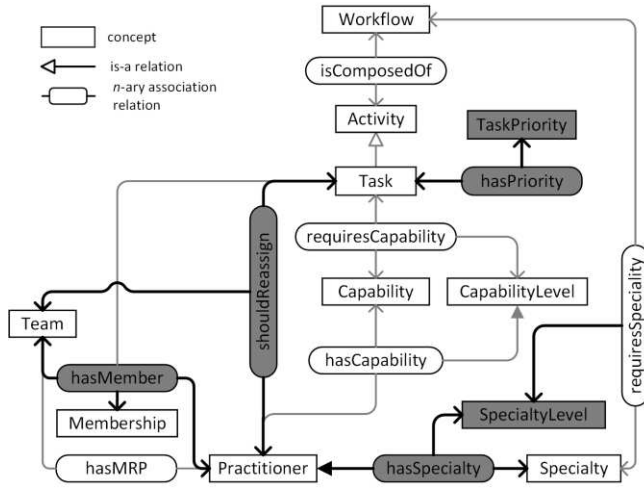 Workflow
concept
is-a relation
n-ary association
relation
isComposedOf
Activity
TaskPriority
Task
hasPriority
requiresCapability
shouldReassign
requiresSpeciality
Capability
CapabilityLevel
Team
hasCapability
hasMember
Membership
SpecialtyLevel
hasMRP
Practitioner
hasSpecialty
Specialty